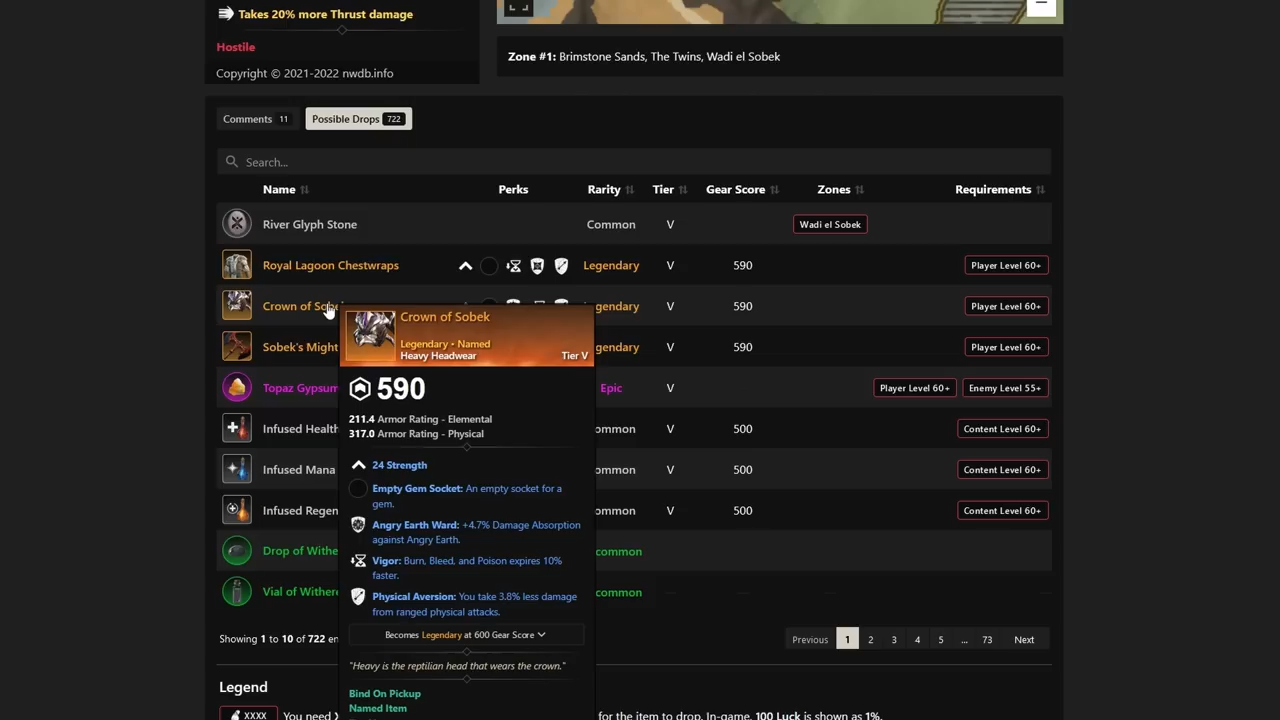 Takes 20% more Thrust damage
Hostile
Copyright © 2021-2022 nwdb.info
Zone #1: Brimstone Sands, The Twins, Wadi el Sobek
Comments 11 Possible Drops 722
Search...
Name Perks Rarity Tier Gear Score Zones Requirements
River Glyph Stone Common V Wadi el Sobek
Royal Lagoon Chestwraps Legendary V 590 Player Level 60+
Crown of Sobe egendary V 590 Player Level 60+
Sobek's Might egendary V 590 Player Level 60+
Topaz Gypsum Epic V Player Level 60+ Enemy Level 55+
Infused Health ommon V 500 Content Level 60+
Infused Mana ommon V 500 Content Level 60+
Infused Regen ommon V 500 Content Level 60+
Drop of Withe common
Vial of Withere common
Crown of Sobek
Legendary • Named
Heavy Headwear Tier V
590
211.4 Armor Rating - Elemental
317.0 Armor Rating - Physical
24 Strength
Empty Gem Socket: An empty socket for a
gem.
Angry Earth Ward: +4.7% Damage Absorption
against Angry Earth.
Vigor: Burn, Bleed, and Poison expires 10%
faster.
Physical Aversion: You take 3.8% less damage
from ranged physical attacks.
Becomes Legendary at 600 Gear Score
"Heavy is the reptilian head that wears the crown."
Bind On Pickup
Named Item
Showing 1 to 10 of 722 en
Previous 1 2 3 4 5 ... 73 Next
Legend
XXXX You need for the item to drop. In-game, 100 Luck is shown as 1%.